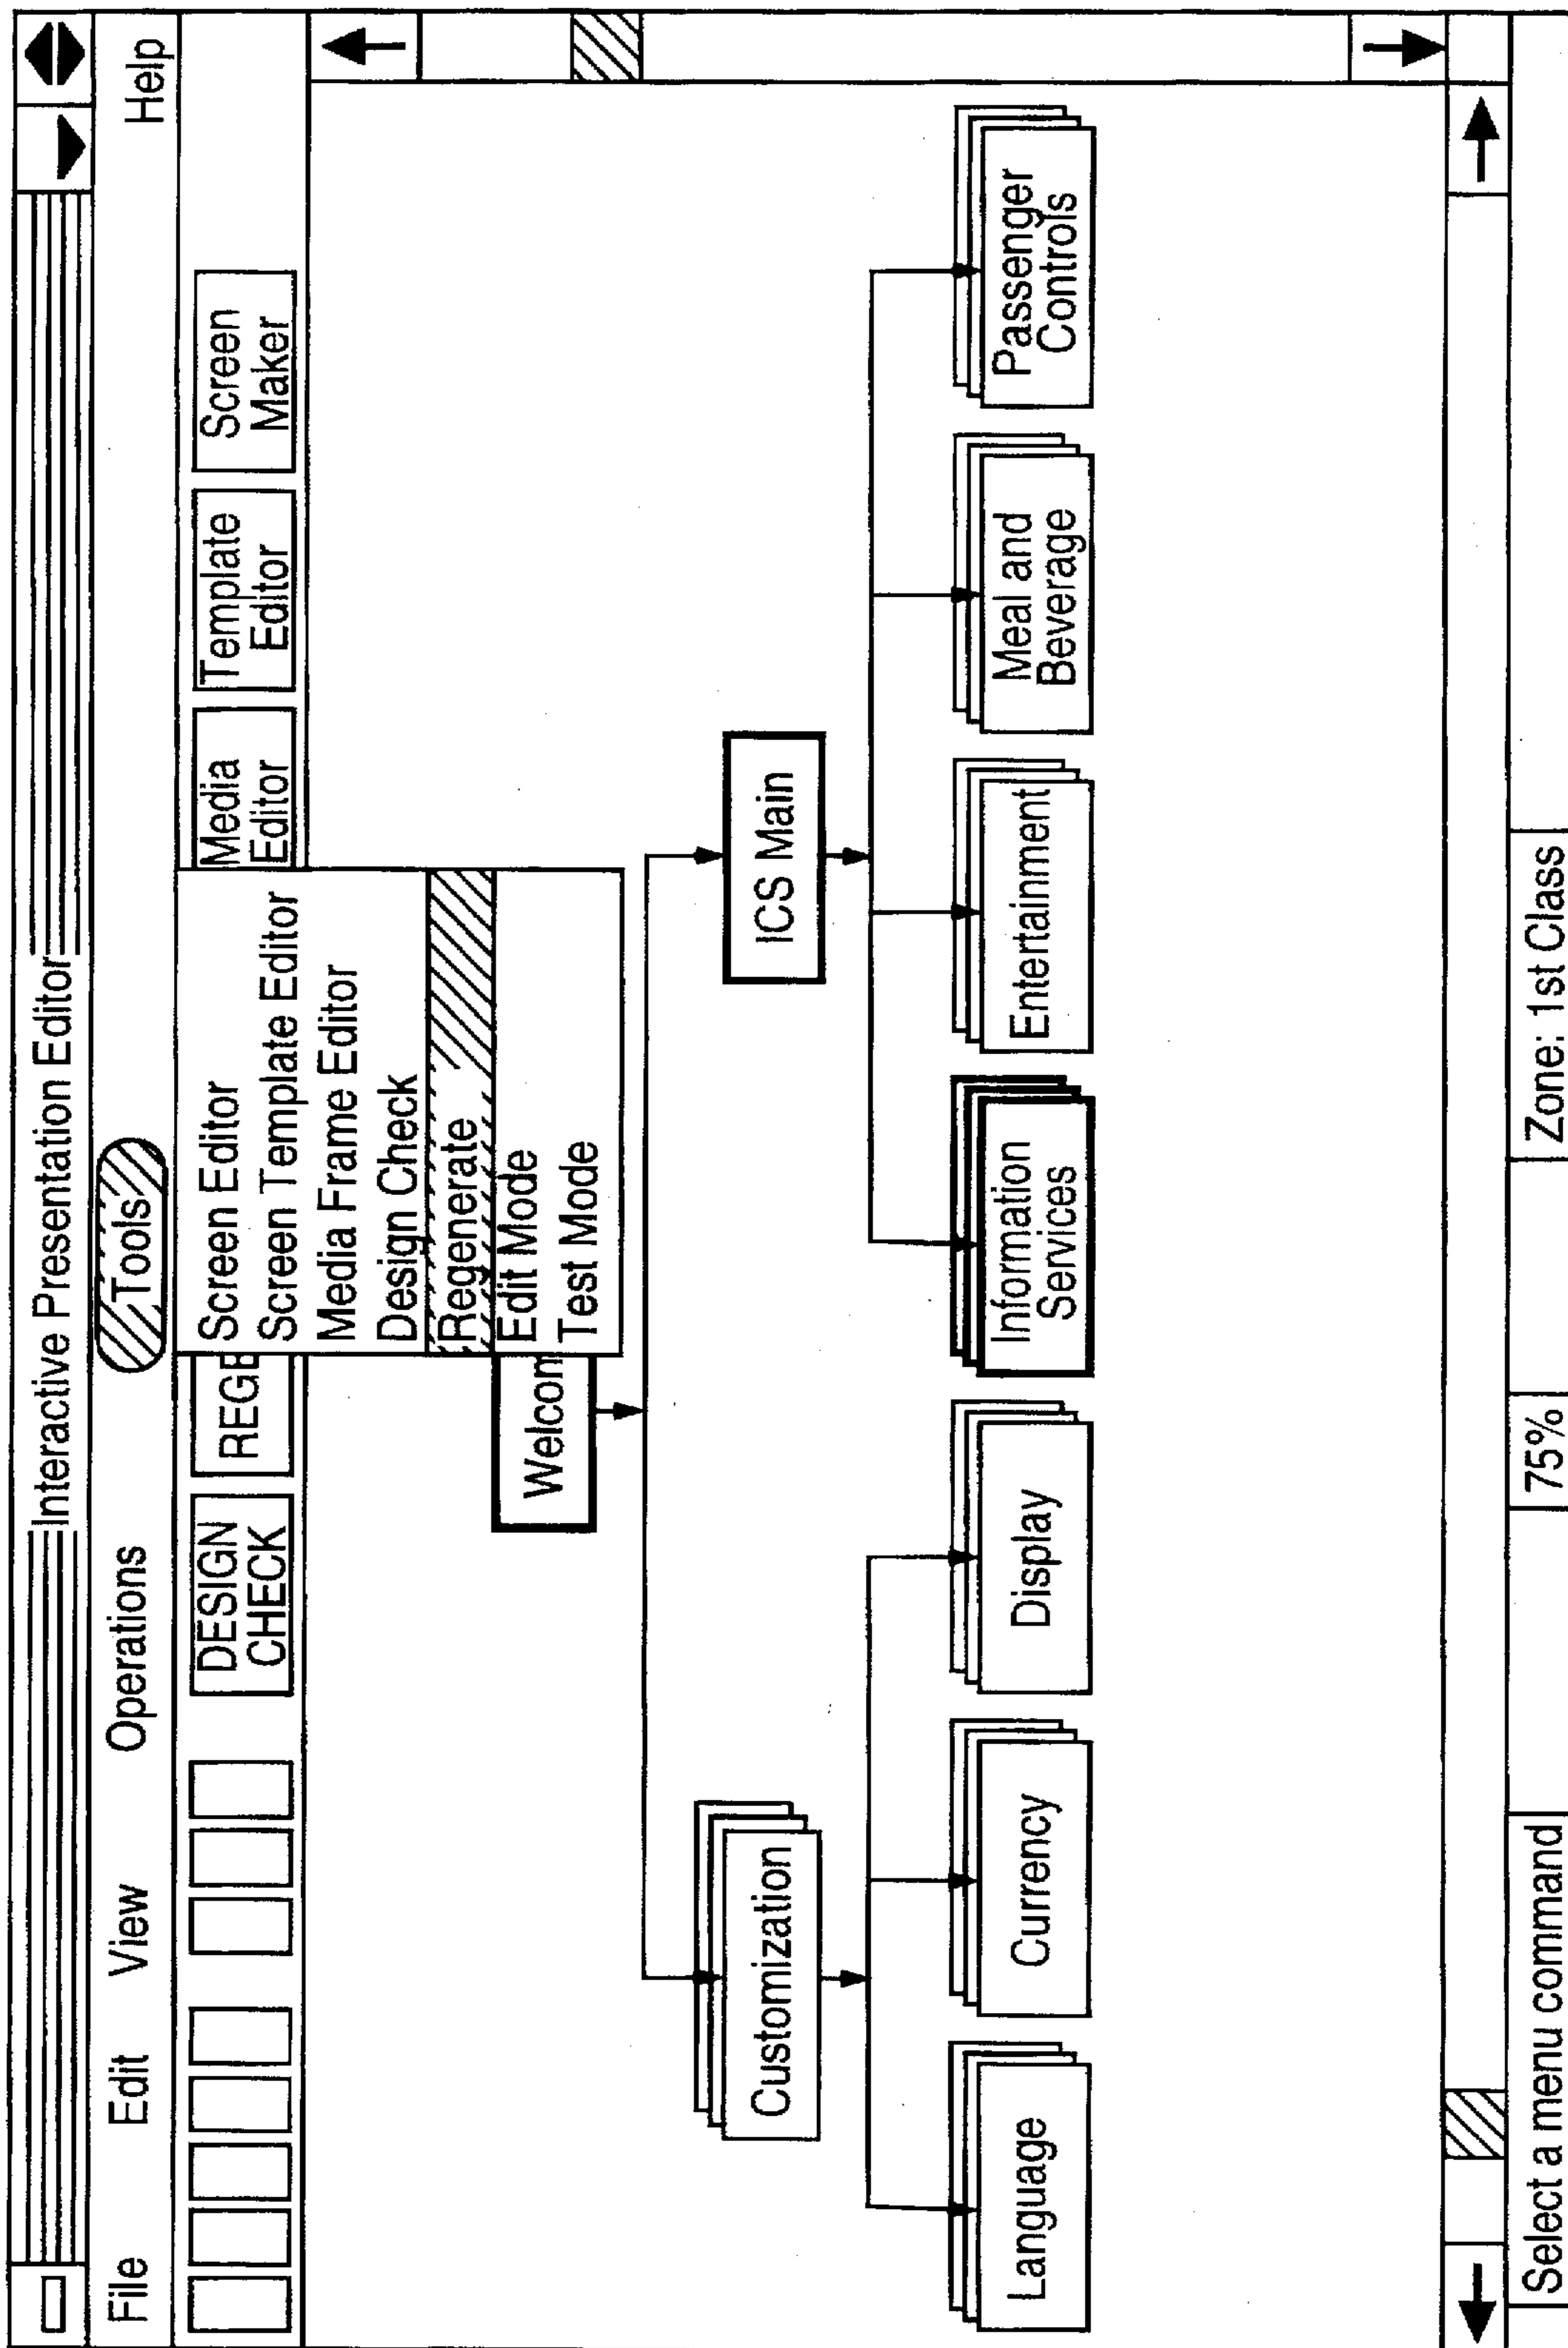 Interactive Presentation Editor
File Edit View Operations Tools Help
DESIGN
CHECK
REGE
Media
Editor
Template
Editor
Screen
Maker
Screen Editor
Screen Template Editor
Media Frame Editor
Design Check
Regenerate
Edit Mode
Test Mode
Welcom
Customization
ICS Main
Language
Currency
Display
Information
Services
Entertainment
Meal and
Beverage
Passenger
Controls
Select a menu command
75%
Zone: 1st Class